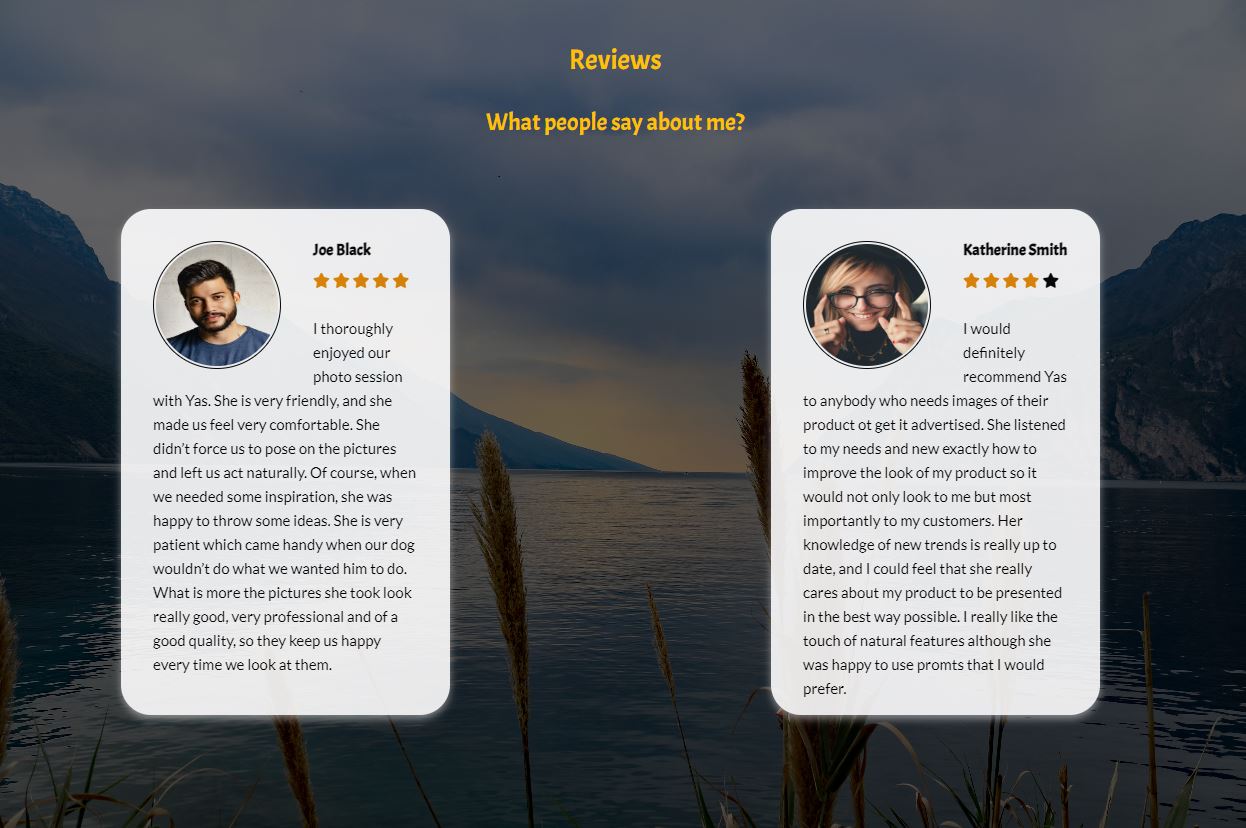 Reviews
What people say about me?
Joe Black
I thoroughly
enjoyed our
photo session
with Yas. She is very friendly, and she
made us feel very comfortable. She
didn’t force us to pose on the pictures
and left us act naturally. Of course, when
we needed some inspiration, she was
happy to throw some ideas. She is very
patient which came handy when our dog
wouldn’t do what we wanted him to do.
What is more the pictures she took look
really good, very professional and of a
good quality, so they keep us happy
every time we look at them.
Katherine Smith
I would
definitely
recommend Yas
to anybody who needs images of their
product ot get it advertised. She listened
to my needs and new exactly how to
improve the look of my product so it
would not only look to me but most
importantly to my customers. Her
knowledge of new trends is really up to
date, and I could feel that she really
cares about my product to be presented
in the best way possible. I really like the
touch of natural features although she
was happy to use promts that I would
prefer.